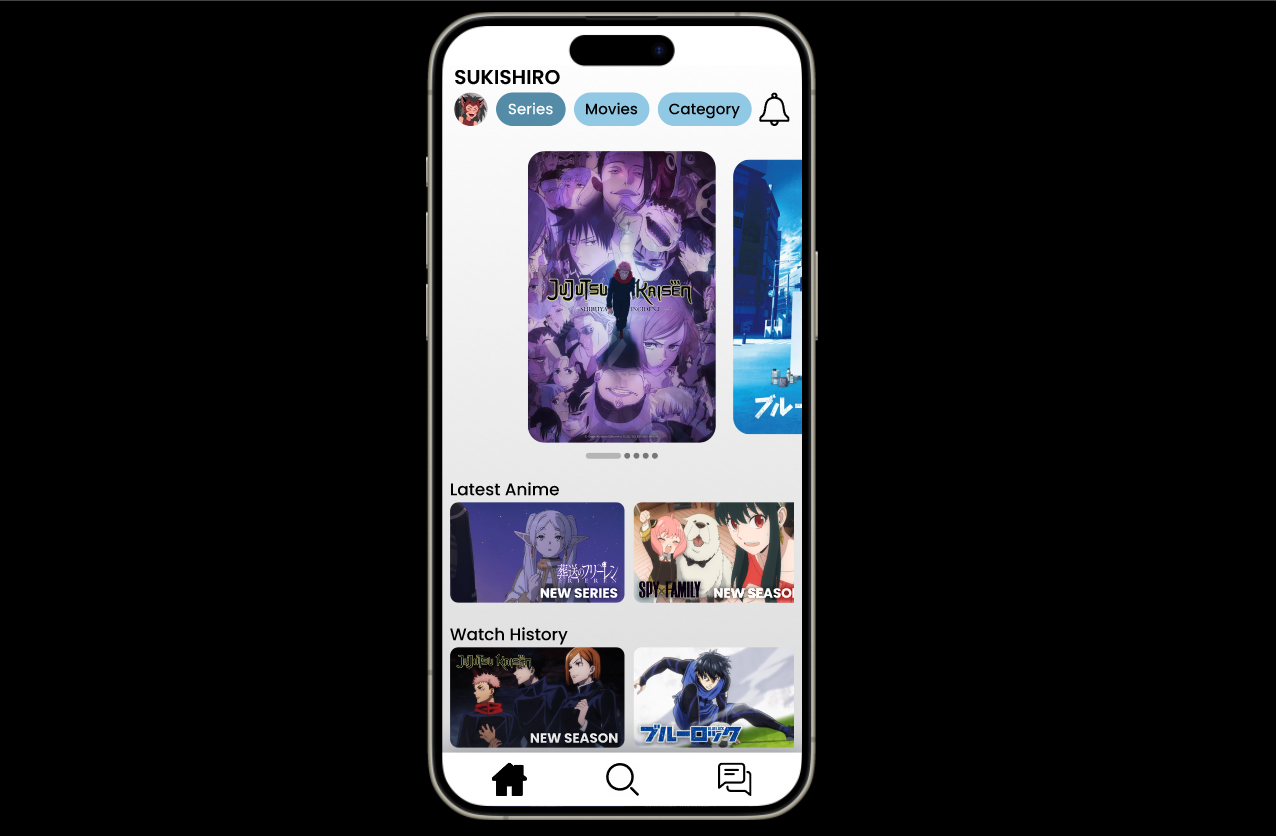 SUKISHIRO
Series
Movies
Category
JUJUTSU KAISEN
SHIBUYA INCIDENT
ブルー
Latest Anime
葬送のフリーレン
FRIEREN
NEW SERIES
SPY×FAMILY
NEW SEASO
Watch History
JUJUTSU KAISEN
NEW SEASON
ブルーロック